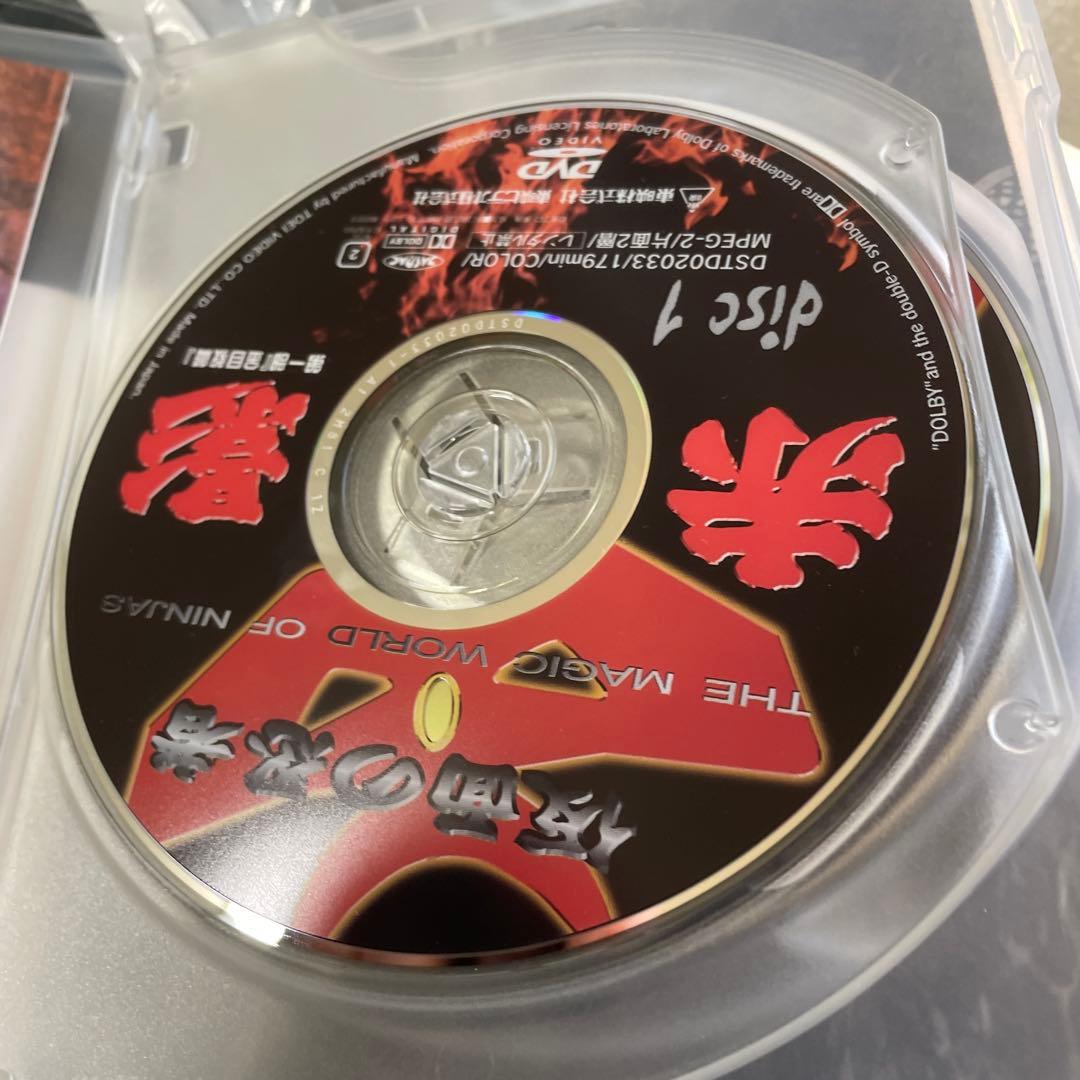 仮面の忍者
THE MAGIC WORLD OF NINJAS
赤
影
第一部『金目教篇』
disc 1
DSTD02033/179min/COLOR/
MPEG-2/片面2層/ レンタル禁止
2
DOLBY
DIGITAL
東映株式会社 東映ビデオ株式会社
DVD
VIDEO
"DOLBY" and the double-D symbol are trademarks of Dolby Laboratories Licensing Corporation. Manufactured by TOEI VIDEO CO.,LTD. Made in Japan.